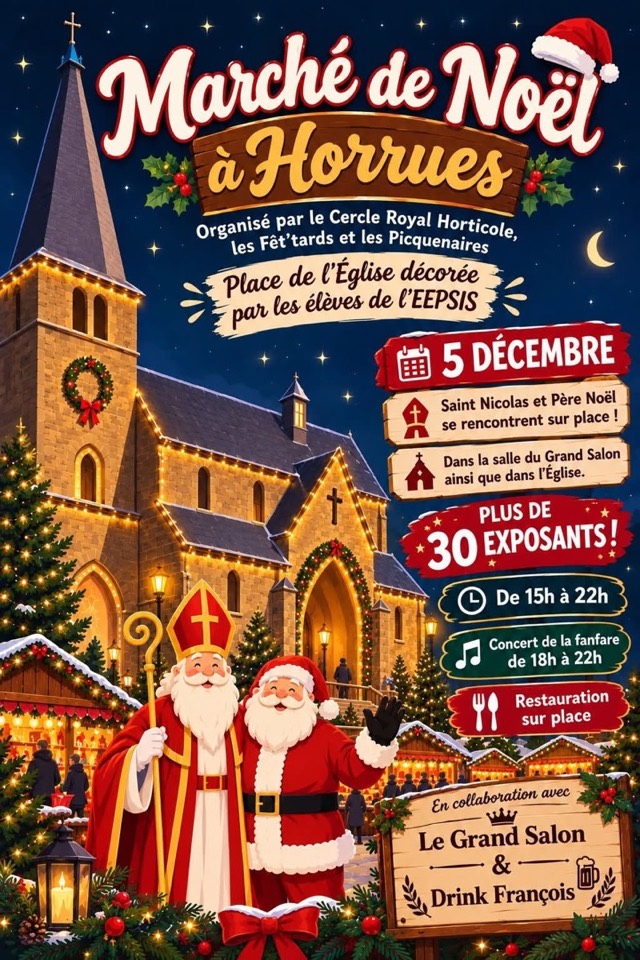 Marché de Noël
à Horrues
Organisé par le Cercle Royal Horticole,
les Fêt'tards et les Picquenaires
Place de l'Église décorée
par les élèves de l'EEPSIS
5 DÉCEMBRE
Saint Nicolas et Père Noël
se rencontrent sur place !
Dans la salle du Grand Salon
ainsi que dans l'Église.
PLUS DE
30 EXPOSANTS !
De 15h à 22h
Concert de la fanfare
de 18h à 22h
Restauration
sur place
En collaboration avec
Le Grand Salon
&
Drink François